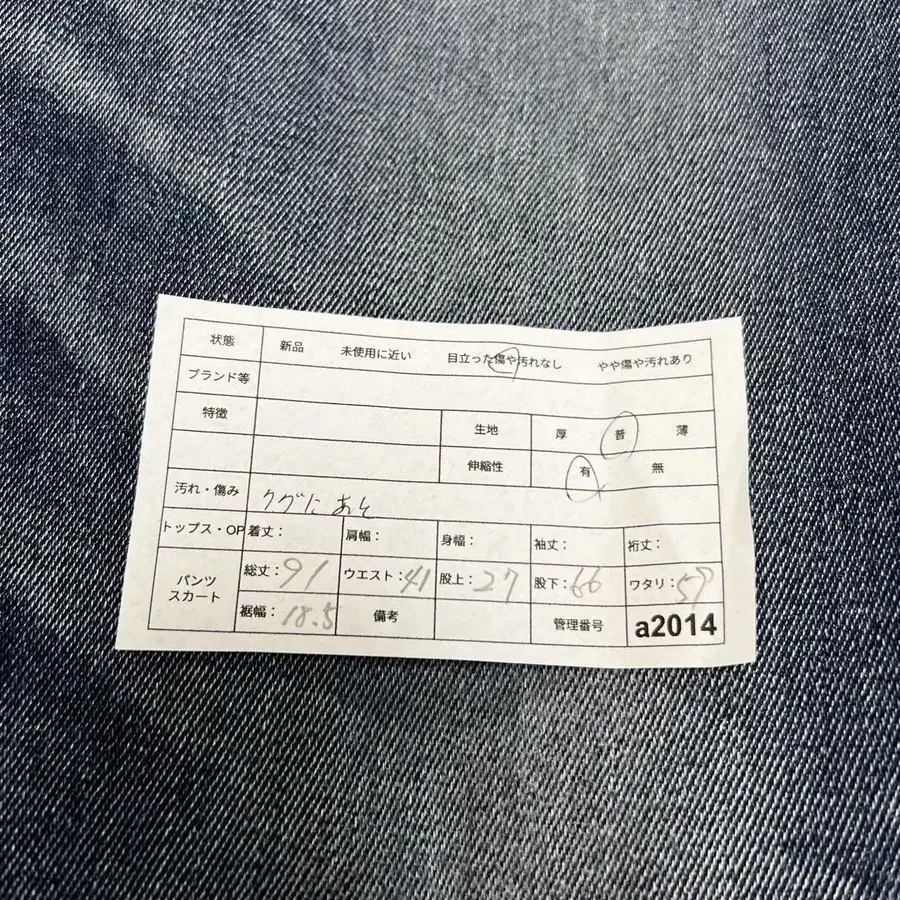 状態 新品 未使用に近い 目立った傷や汚れなし やや傷や汚れあり
ブランド等
特徴 生地 厚 普 薄
伸縮性 有 無
汚れ・傷み
トップス・OP 着丈： 肩幅： 身幅： 袖丈： 裄丈：
パンツ スカート 総丈：91 ウエスト：41 股上：27 股下：66 ワタリ：
裾幅：18.5 備考 管理番号 a2014